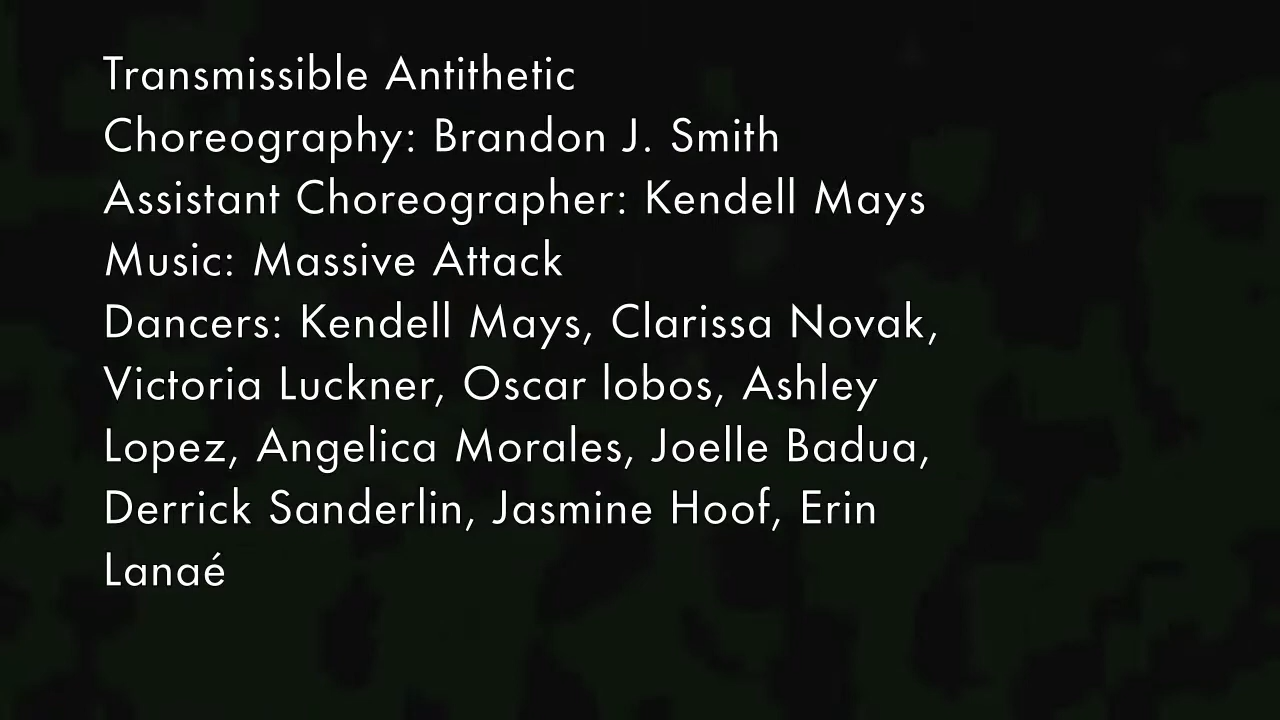 Transmissible Antithetic
Choreography: Brandon J. Smith
Assistant Choreographer: Kendell Mays
Music: Massive Attack
Dancers: Kendell Mays, Clarissa Novak,
Victoria Luckner, Oscar lobos, Ashley
Lopez, Angelica Morales, Joelle Badua,
Derrick Sanderlin, Jasmine Hoof, Erin
Lanaé